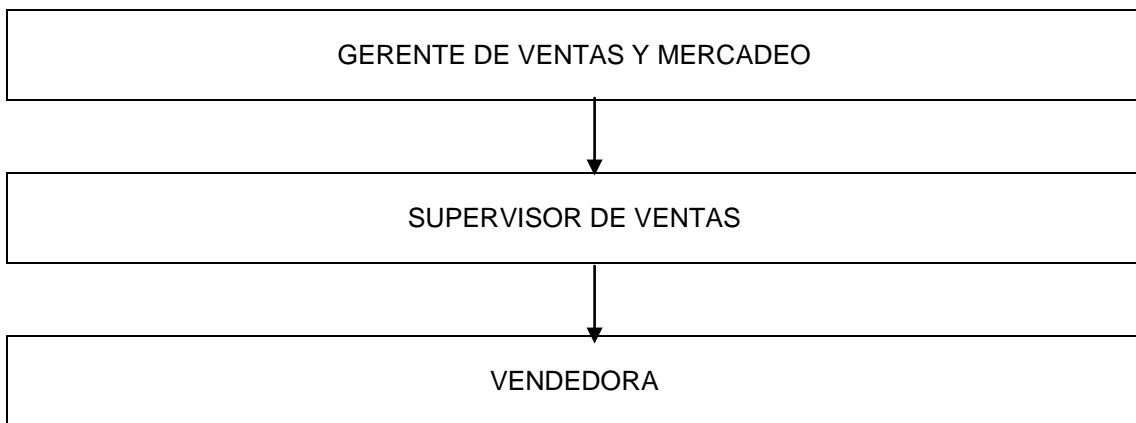 GERENTE DE VENTAS Y MERCADEO
SUPERVISOR DE VENTAS
VENDEDORA